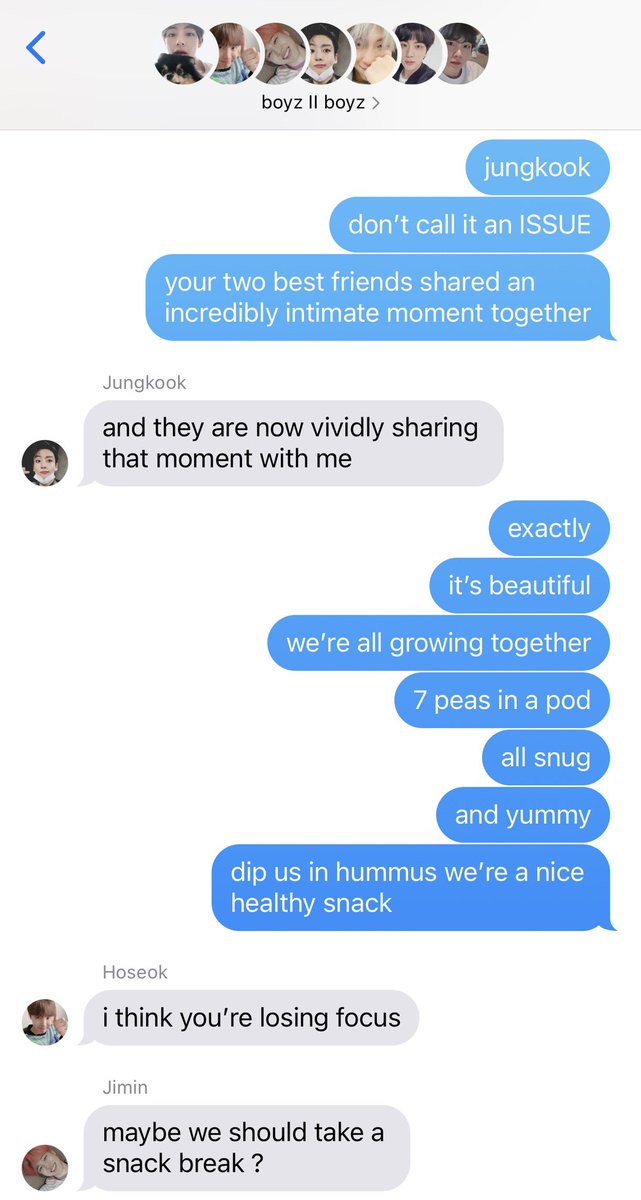 boyz II boyz >
jungkook
don’t call it an ISSUE
your two best friends shared an
incredibly intimate moment together
Jungkook
and they are now vividly sharing
that moment with me
exactly
it’s beautiful
we’re all growing together
7 peas in a pod
all snug
and yummy
dip us in hummus we’re a nice
healthy snack
Hoseok
i think you’re losing focus
Jimin
maybe we should take a
snack break ?